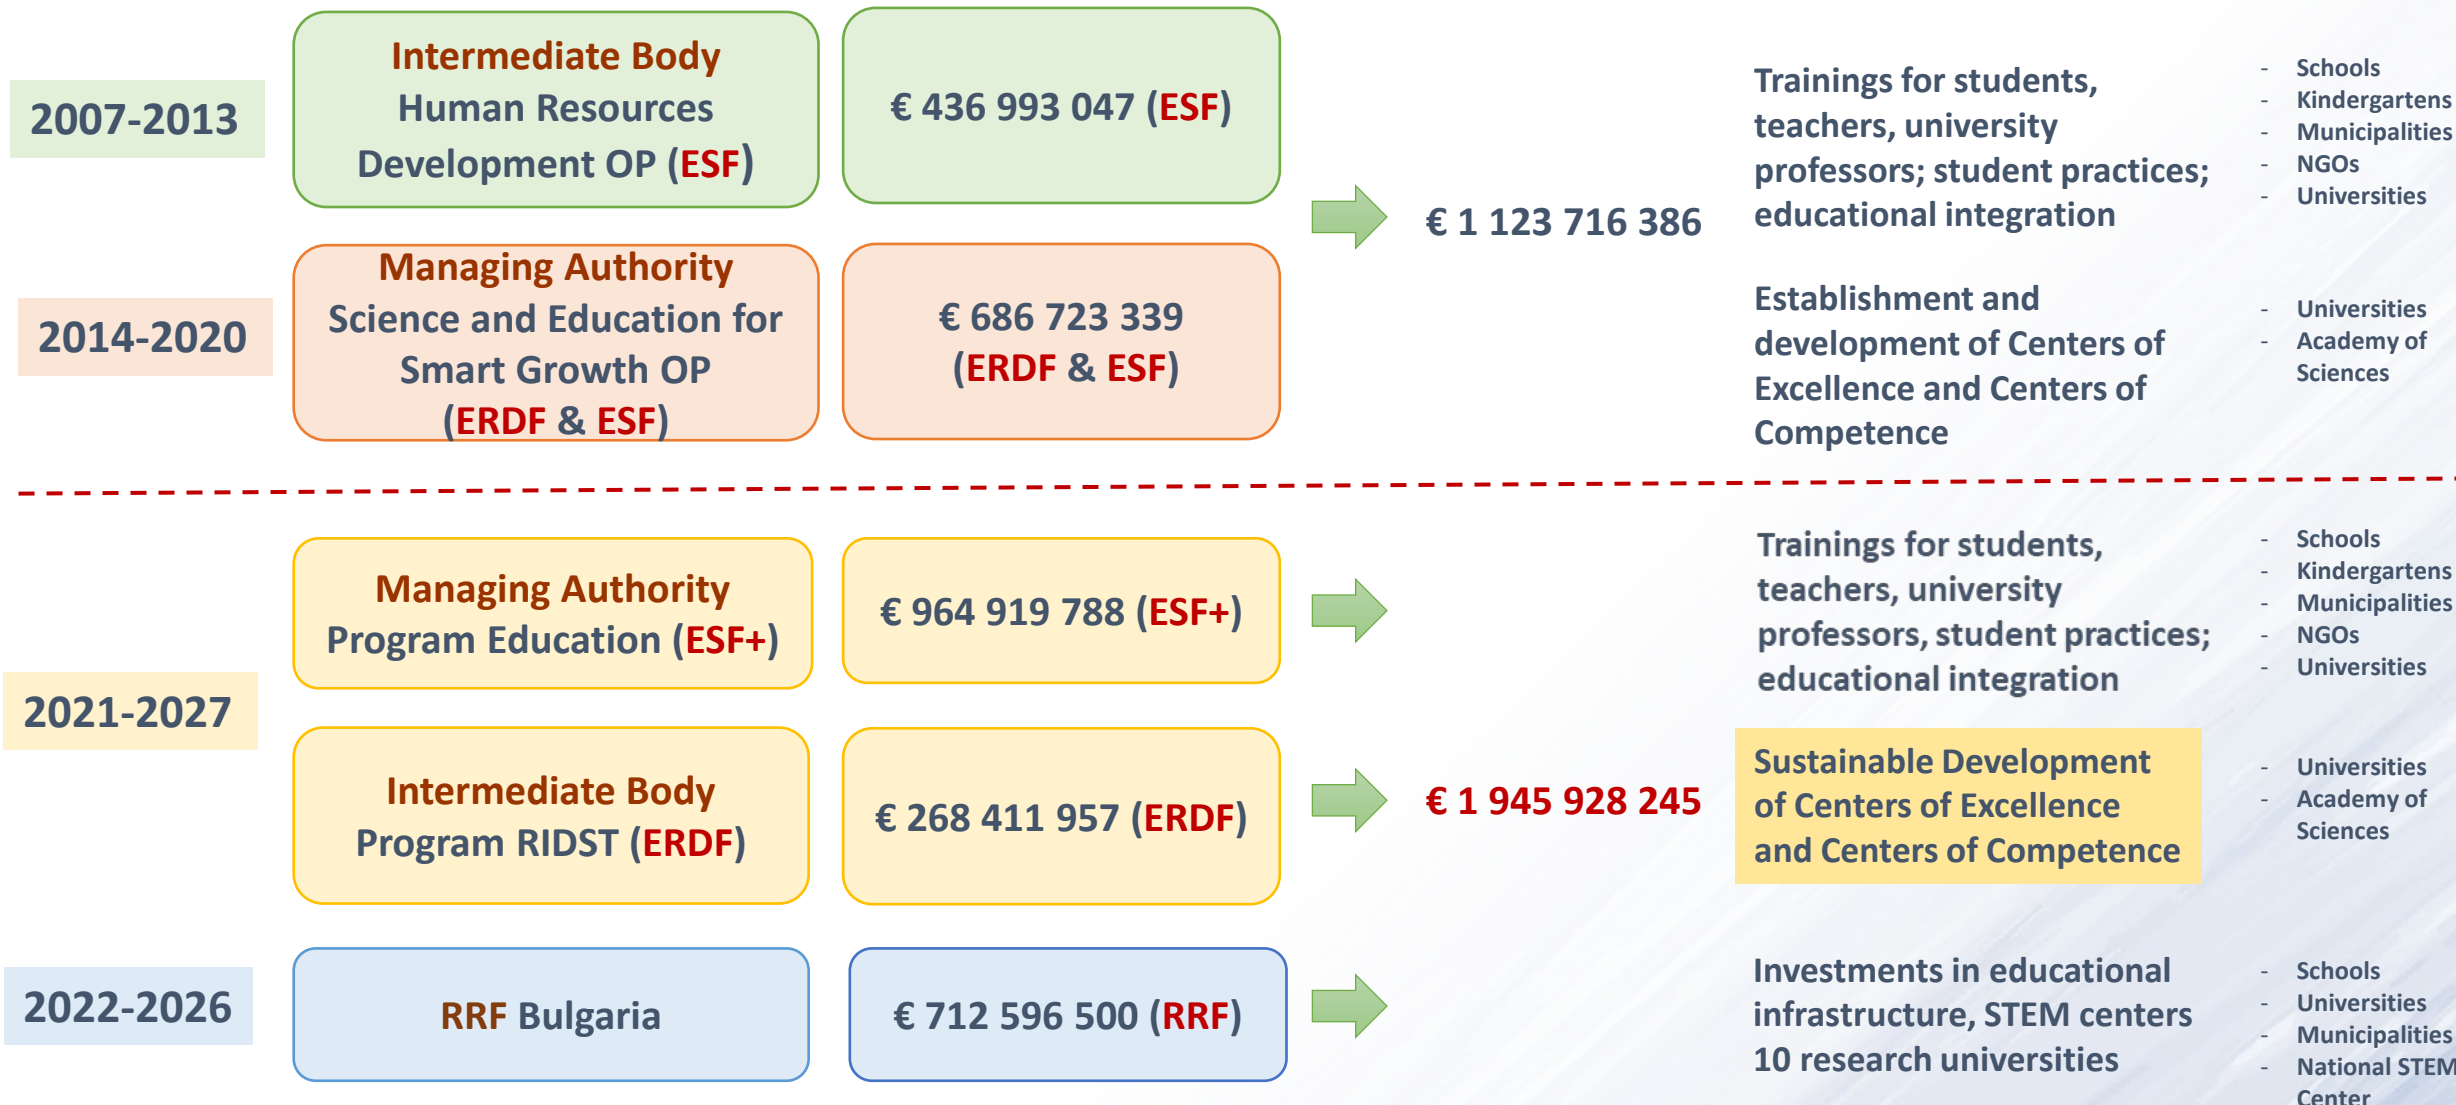 2007-2013
Intermediate Body
Human Resources
Development OP (ESF)
€ 436 993 047 (ESF)
2014-2020
Managing Authority
Science and Education for
Smart Growth OP
(ERDF & ESF)
€ 686 723 339
(ERDF & ESF)
€ 1 123 716 386
Trainings for students,
teachers, university
professors; student practices;
educational integration
- Schools
- Kindergartens
- Municipalities
- NGOs
- Universities
Establishment and
development of Centers of
Excellence and Centers of
Competence
- Universities
- Academy of
Sciences
2021-2027
Managing Authority
Program Education (ESF+)
€ 964 919 788 (ESF+)
Trainings for students,
teachers, university
professors, student practices;
educational integration
- Schools
- Kindergartens
- Municipalities
- NGOs
- Universities
Intermediate Body
Program RIDST (ERDF)
€ 268 411 957 (ERDF)
€ 1 945 928 245
Sustainable Development
of Centers of Excellence
and Centers of Competence
- Universities
- Academy of
Sciences
2022-2026
RRF Bulgaria
€ 712 596 500 (RRF)
Investments in educational
infrastructure, STEM centers
10 research universities
- Schools
- Universities
- Municipalities
- National STEM
Center